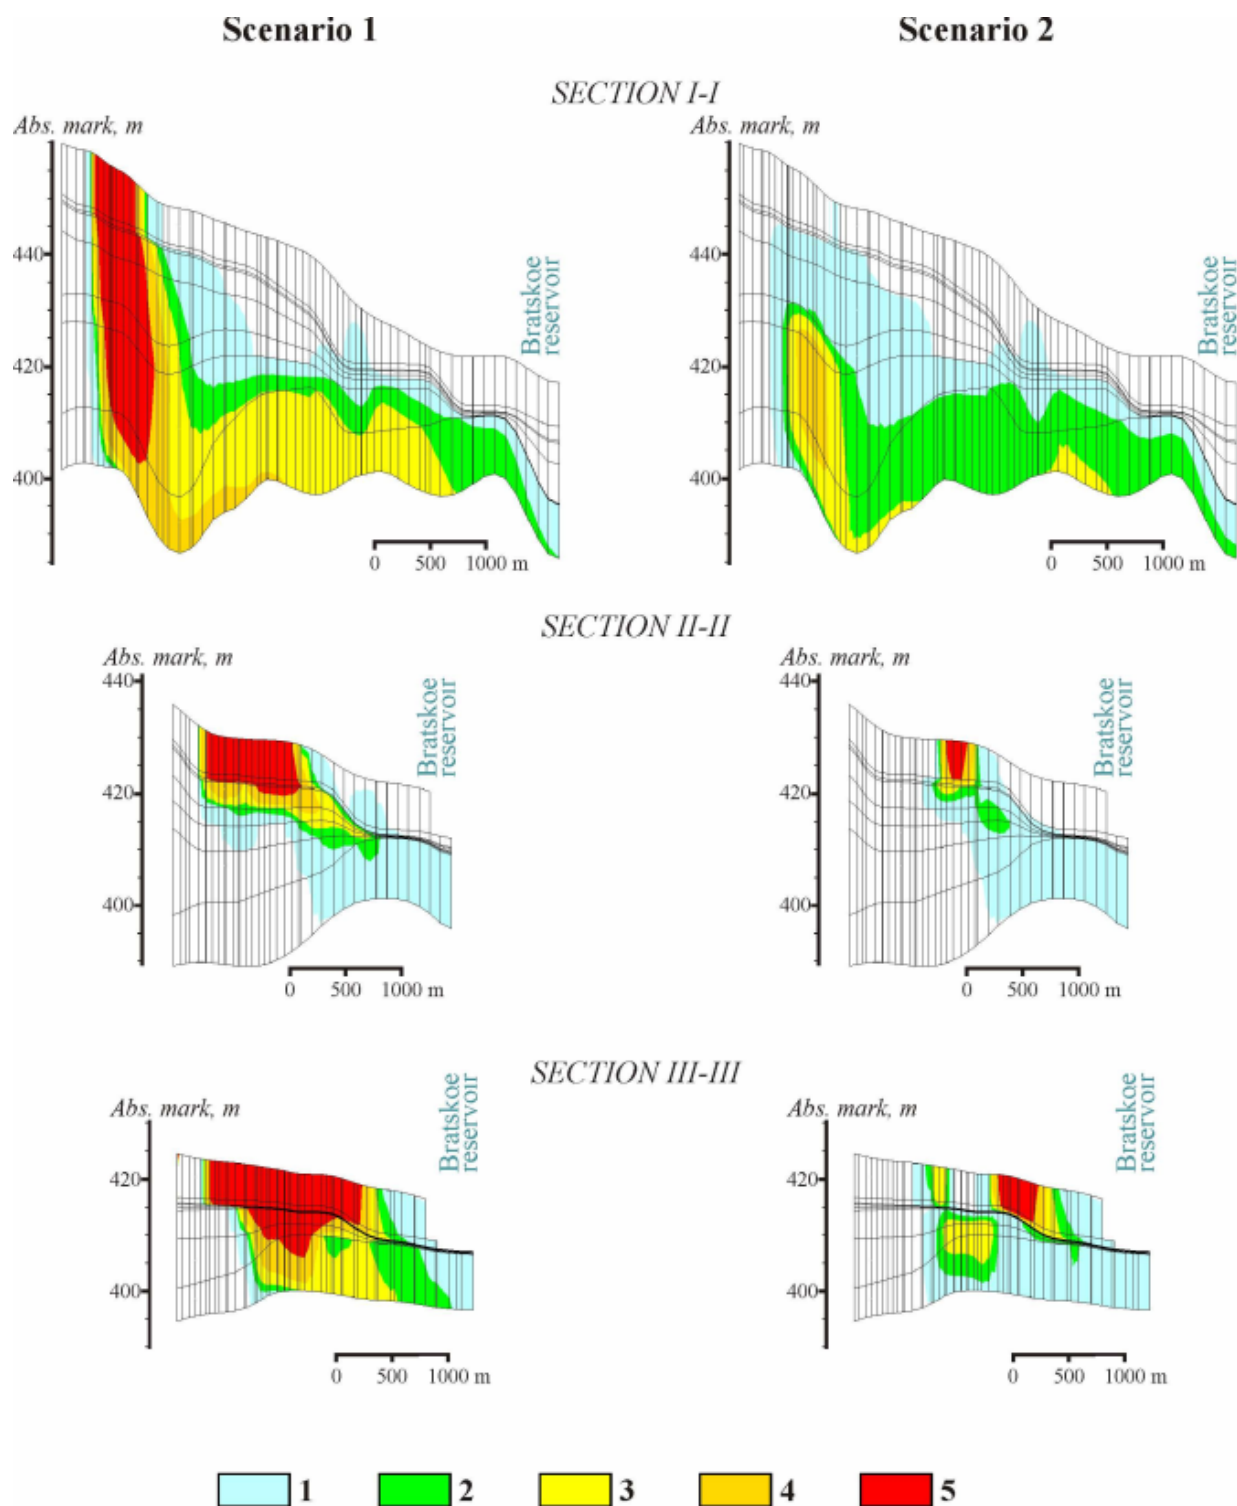 Scenario 1 Scenario 2
SECTION I-I
Abs. mark, m Abs. mark, m
440 440
Bratskoe
reservoir
Bratskoe
reservoir
420 420
400 400
0 500 1000 m 0 500 1000 m
SECTION II-II
Abs. mark, m Abs. mark, m
440 440
Bratskoe
reservoir
Bratskoe
reservoir
420 420
400 400
0 500 1000 m 0 500 1000 m
SECTION III-III
Abs. mark, m Abs. mark, m
Bratskoe
reservoir
Bratskoe
reservoir
420 420
400 400
0 500 1000 m 0 500 1000 m
1 2 3 4 5